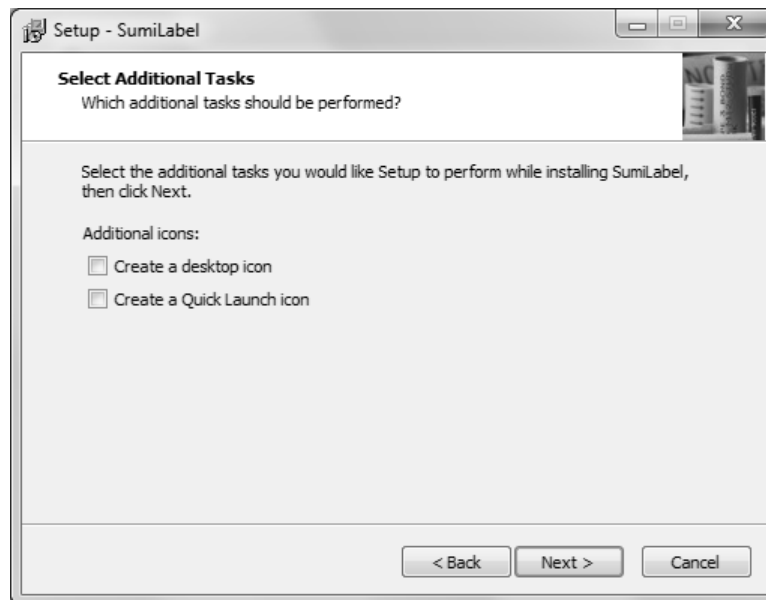 Setup - SumiLabel
Select Additional Tasks
Which additional tasks should be performed?
Select the additional tasks you would like Setup to perform while installing SumiLabel,
then click Next.
Additional icons:
Create a desktop icon
Create a Quick Launch icon
< Back
Next >
Cancel